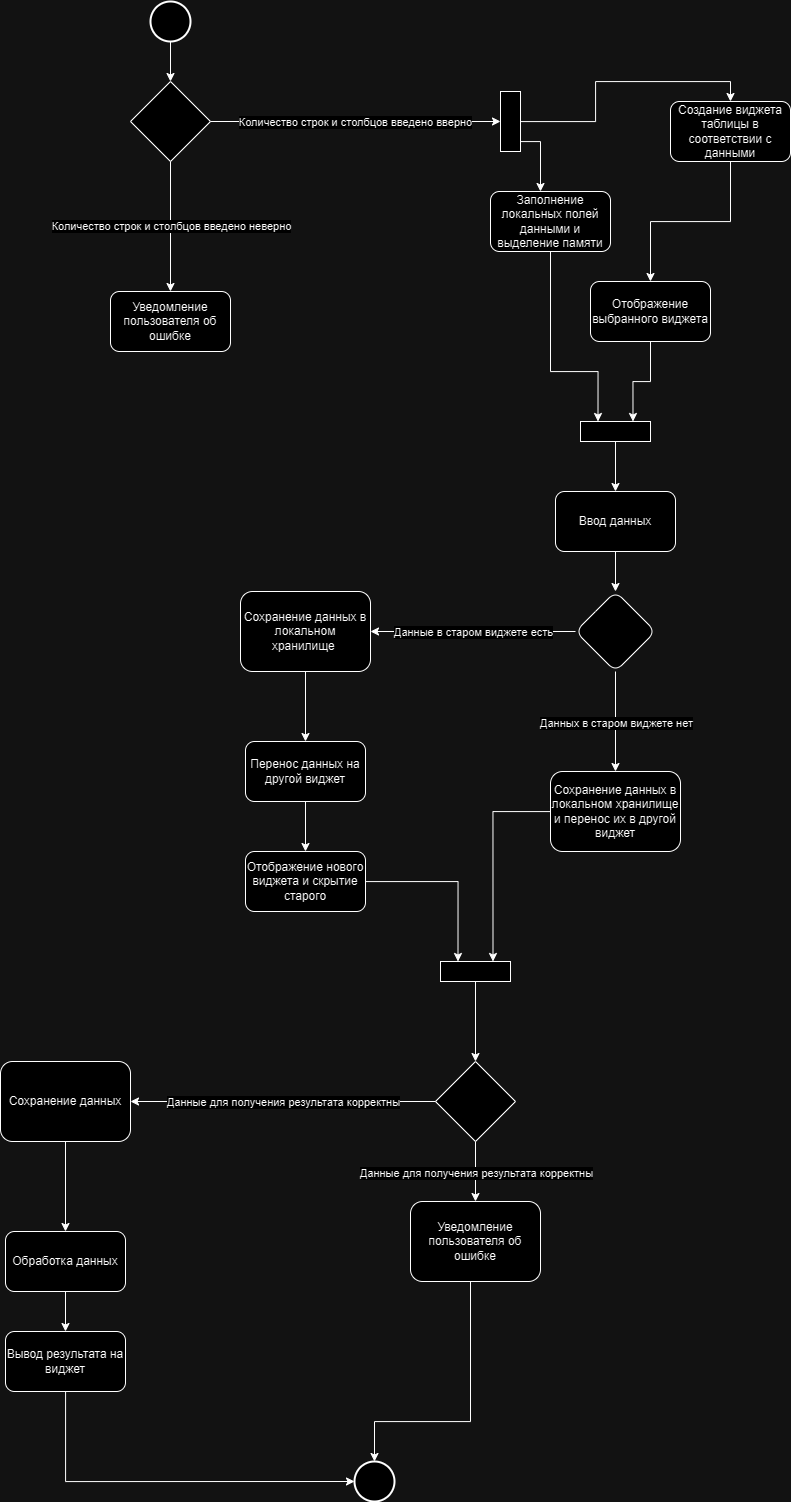 Количество строк и столбцов введено вверно
Создание виджета
таблицы в
соответствии с
данными
Заполнение
локальных полей
данными и
выделение памяти
Количество строк и столбцов введено неверно
Уведомление
пользователя об
ошибке
Отображение
выбранного виджета
Ввод данных
Сохранение данных в
локальном
хранилище
Данные в старом виджете есть
Данных в старом виджете нет
Перенос данных на
другой виджет
Сохранение данных в
локальном хранилище
и перенос их в другой
виджет
Отображение нового
виджета и скрытие
старого
Сохранение данных
Данные для получения результата корректны
Данные для получения результата корректны
Уведомление
пользователя об
ошибке
Обработка данных
Вывод результата на
виджет